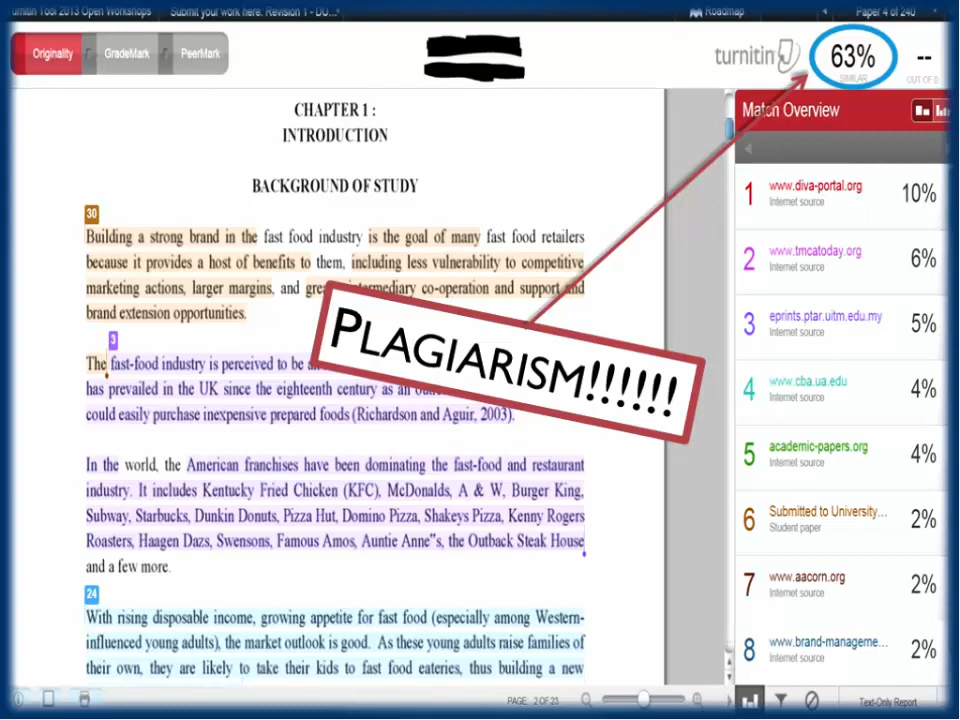 Turnitin Tool 2013 Open Workshops Submit your work here. Revision 1 - DU... Roadmap Paper 4 of 240
Originality GradeMark PeerMark
turnitin 63% --
SIMILAR OUT OF 0
CHAPTER 1 :
INTRODUCTION
BACKGROUND OF STUDY
30
Building a strong brand in the fast food industry is the goal of many fast food retailers
because it provides a host of benefits to them, including less vulnerability to competitive
marketing actions, larger margins, and intermediary co-operation and support and
brand extension opportunities.
3
The fast-food industry is perceived to be
has prevailed in the UK since the eighteenth century as an
could easily purchase inexpensive prepared foods (Richardson and Aguir, 2003).
PLAGIARISM!!!!!!
In the world, the American franchises have been dominating the fast-food and restaurant
industry. It includes Kentucky Fried Chicken (KFC), McDonalds, A & W, Burger King,
Subway, Starbucks, Dunkin Donuts, Pizza Hut, Domino Pizza, Shakeys Pizza, Kenny Rogers
Roasters, Haagen Dazs, Swensons, Famous Amos, Auntie Anne"s, the Outback Steak House
and a few more.
24
With rising disposable income, growing appetite for fast food (especially among Western-
influenced young adults), the market outlook is good. As these young adults raise families of
their own, they are likely to take their kids to fast food eateries, thus building a new
Match Overview
1 www.diva-portal.org 10%
Internet source
2 www.tmcatoday.org 6%
Internet source
3 eprints.ptar.uitm.edu.my 5%
Internet source
4 www.cba.ua.edu 4%
Internet source
5 academic-papers.org 4%
Internet source
6 Submitted to University... 2%
Student paper
7 www.aacorn.org 2%
Internet source
8 www.brand-manageme... 2%
Internet source
PAGE: 2 OF 23
Text-Only Report